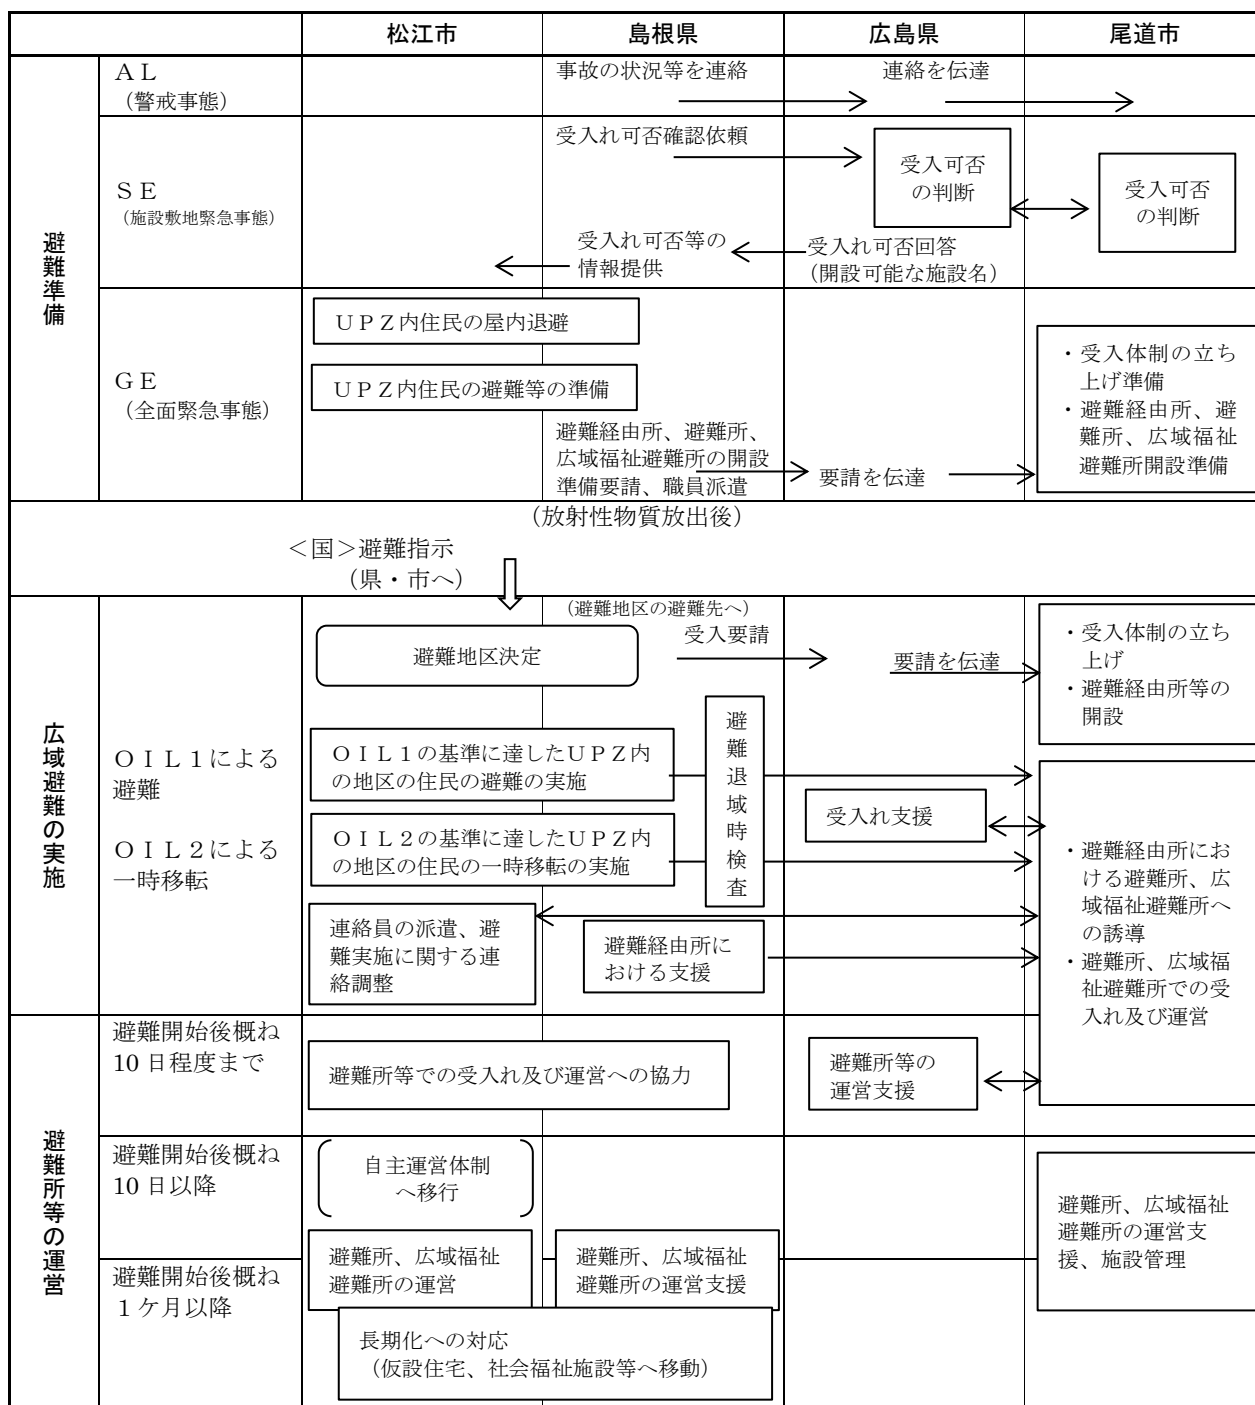 松江市 島根県 広島県 尾道市
避難準備
ＡＬ
（警戒事態）
事故の状況等を連絡
連絡を伝達
ＳＥ
（施設敷地緊急事態）
受入れ可否確認依頼
受入可否
の判断
受入可否
の判断
受入れ可否等の
情報提供
受入れ可否回答
（開設可能な施設名）
ＧＥ
（全面緊急事態）
ＵＰＺ内住民の屋内退避
ＵＰＺ内住民の避難等の準備
避難経由所、避難所、
広域福祉避難所の開設
準備要請、職員派遣
要請を伝達
・受入体制の立ち
上げ準備
・避難経由所、避
難所、広域福祉
避難所開設準備
（放射性物質放出後）
＜国＞避難指示
（県・市へ）
広域避難の実施
ＯＩＬ１による
避難
ＯＩＬ２による
一時移転
避難地区決定
（避難地区の避難先へ）
受入要請
要請を伝達
・受入体制の立ち
上げ
・避難経由所等の
開設
ＯＩＬ１の基準に達したＵＰＺ内
の地区の住民の避難の実施
避難退域時検査
ＯＩＬ２の基準に達したＵＰＺ内
の地区の住民の一時移転の実施
受入れ支援
連絡員の派遣、避
難実施に関する連
絡調整
避難経由所に
おける支援
・避難経由所にお
ける避難所、広
域福祉避難所へ
の誘導
・避難所、広域福
祉避難所での受
入れ及び運営
避難所等の運営
避難開始後概ね
10 日程度まで
避難所等での受入れ及び運営への協力
避難所等の
運営支援
避難開始後概ね
10 日以降
自主運営体制
へ移行
避難所、広域福祉
避難所の運営支
援、施設管理
避難所、広域福祉
避難所の運営
避難所、広域福祉
避難所の運営支援
避難開始後概ね
１ケ月以降
長期化への対応
（仮設住宅、社会福祉施設等へ移動）